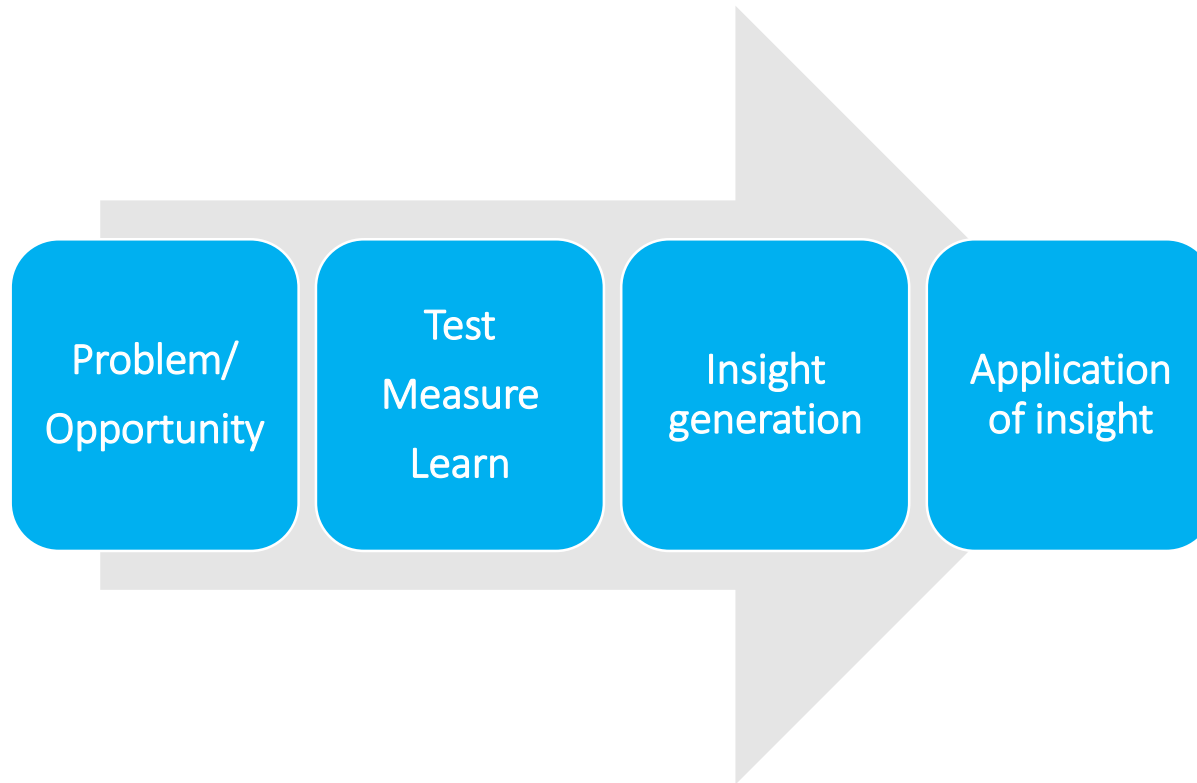 Problem/
Opportunity
Test
Measure
Learn
Insight
generation
Application
of insight